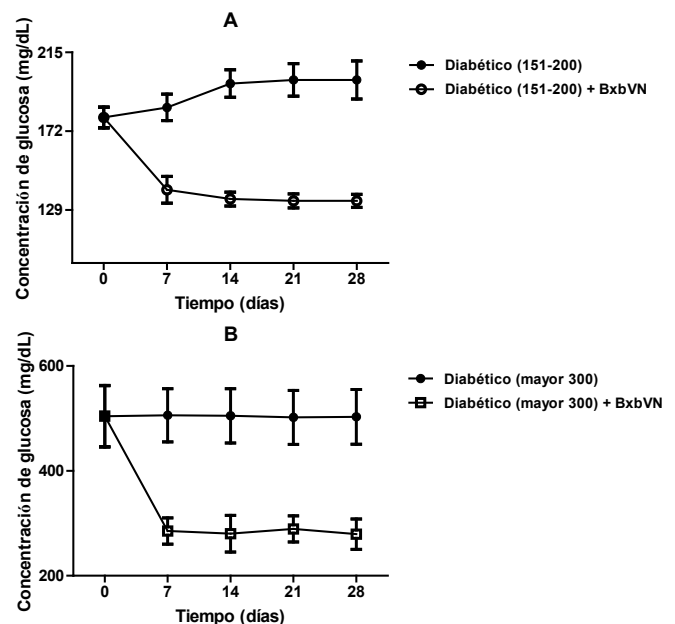 A
Concentración de glucosa (mg/dL)
215
172
129
0 7 14 21 28
Tiempo (días)
Diabético (151-200)
Diabético (151-200) + BxbVN
B
Concentración de glucosa (mg/dL)
600
400
200
0 7 14 21 28
Tiempo (días)
Diabético (mayor 300)
Diabético (mayor 300) + BxbVN